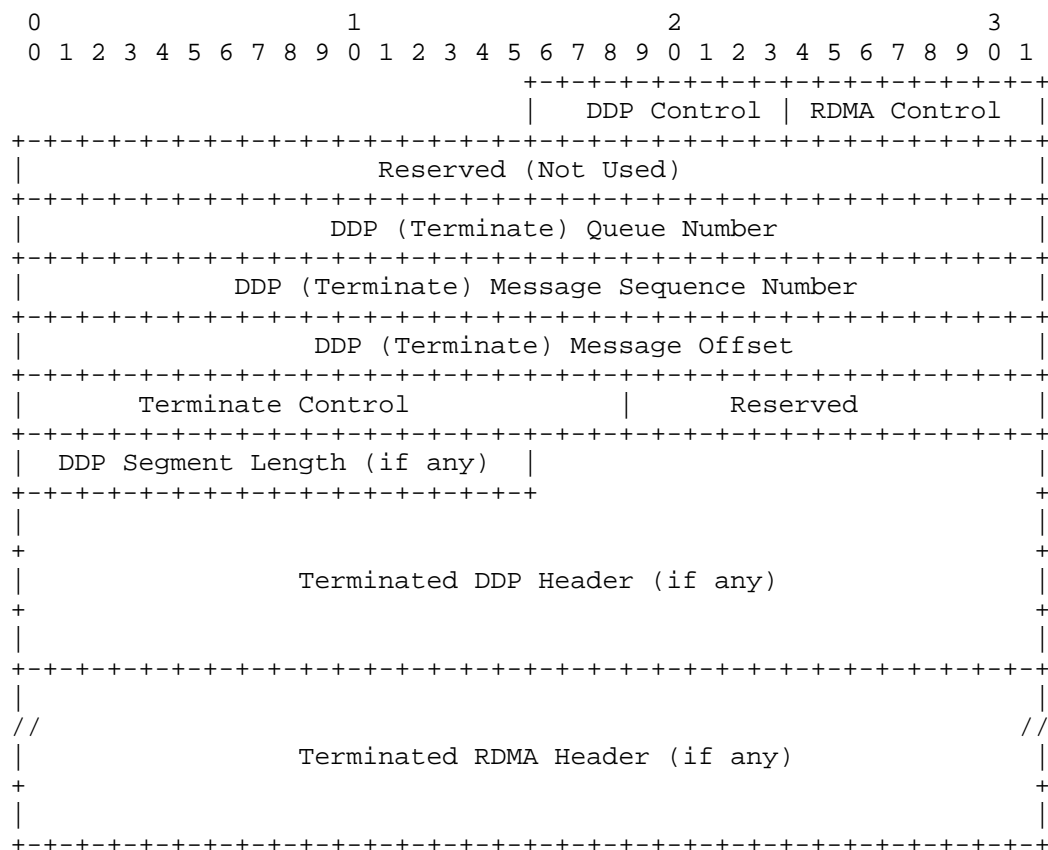 0                   1                   2                   3
0 1 2 3 4 5 6 7 8 9 0 1 2 3 4 5 6 7 8 9 0 1 2 3 4 5 6 7 8 9 0 1
                                +-+-+-+-+-+-+-+-+-+-+-+-+-+-+-+-+
                                |   DDP Control | RDMA Control  |
+-+-+-+-+-+-+-+-+-+-+-+-+-+-+-+-+-+-+-+-+-+-+-+-+-+-+-+-+-+-+-+-+
|                      Reserved (Not Used)                      |
+-+-+-+-+-+-+-+-+-+-+-+-+-+-+-+-+-+-+-+-+-+-+-+-+-+-+-+-+-+-+-+-+
|                   DDP (Terminate) Queue Number                |
+-+-+-+-+-+-+-+-+-+-+-+-+-+-+-+-+-+-+-+-+-+-+-+-+-+-+-+-+-+-+-+-+
|             DDP (Terminate) Message Sequence Number           |
+-+-+-+-+-+-+-+-+-+-+-+-+-+-+-+-+-+-+-+-+-+-+-+-+-+-+-+-+-+-+-+-+
|                  DDP (Terminate) Message Offset               |
+-+-+-+-+-+-+-+-+-+-+-+-+-+-+-+-+-+-+-+-+-+-+-+-+-+-+-+-+-+-+-+-+
|       Terminate Control             |      Reserved           |
+-+-+-+-+-+-+-+-+-+-+-+-+-+-+-+-+-+-+-+-+-+-+-+-+-+-+-+-+-+-+-+-+
|  DDP Segment Length (if any)  |                               |
+-+-+-+-+-+-+-+-+-+-+-+-+-+-+-+-+                               +
|                                                               |
+                                                               +
|                 Terminated DDP Header (if any)                |
+                                                               +
|                                                               |
+-+-+-+-+-+-+-+-+-+-+-+-+-+-+-+-+-+-+-+-+-+-+-+-+-+-+-+-+-+-+-+-+
|                                                               |
//                                                             //
|                 Terminated RDMA Header (if any)               |
+                                                               +
|                                                               |
+-+-+-+-+-+-+-+-+-+-+-+-+-+-+-+-+-+-+-+-+-+-+-+-+-+-+-+-+-+-+-+-+